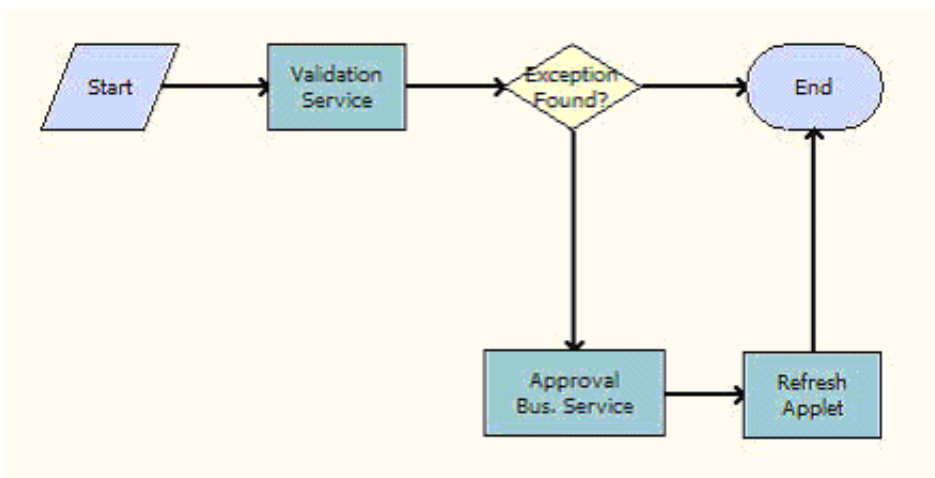 Start
Validation
Service
Exception
Found?
End
Approval
Bus. Service
Refresh
Applet